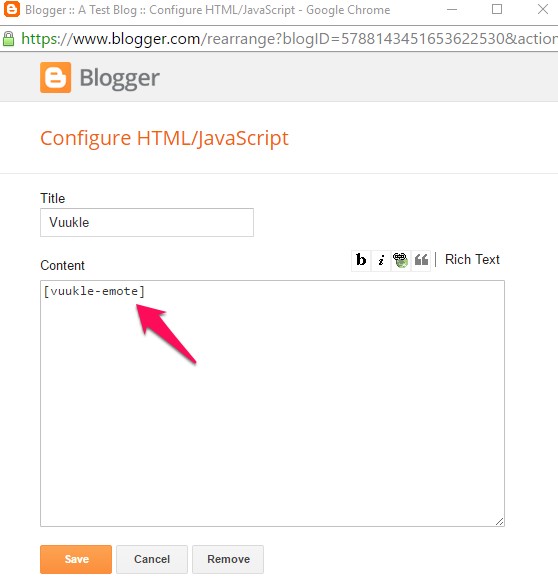 Blogger :: A Test Blog :: Configure HTML/JavaScript - Google Chrome
https://www.blogger.com/rearrange?blogID=5788143451653622530&action
Blogger
Configure HTML/JavaScript
Title
Vuukle
Content
b i Rich Text
[vuukle-emote]
Save Cancel Remove